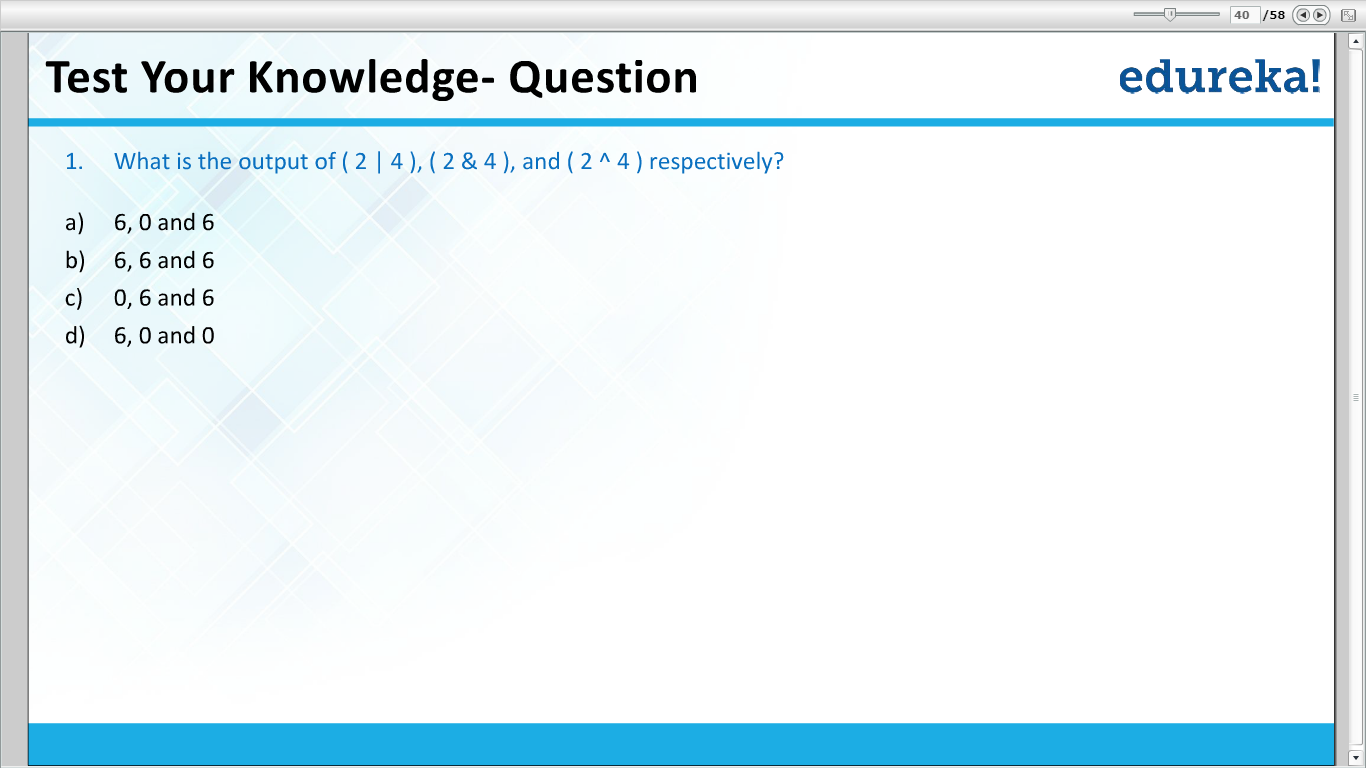 40 /58
Test Your Knowledge- Question
edureka!
1. What is the output of ( 2 | 4 ), ( 2 & 4 ), and ( 2 ^ 4 ) respectively?
a) 6, 0 and 6
b) 6, 6 and 6
c) 0, 6 and 6
d) 6, 0 and 0